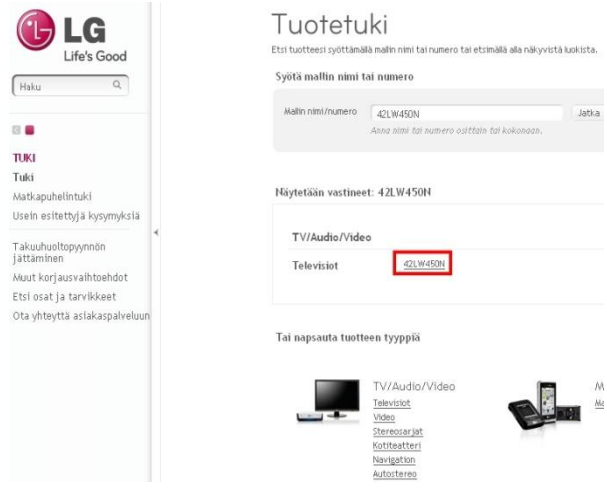 LG
Life's Good
Haku
TUKI
Tuki
Matkapuhelintuki
Usein esitettyjä kysymyksiä
Takuuhuoltopyynnön
jättäminen
Muut korjausvaihtoehdot
Etsi osat ja tarvikkeet
Ota yhteyttä asiakaspalveluun
Tuotetuki
Etsi tuotteesi syöttämällä mallin nimi tai numero tai etsimällä alla näkyvistä luokista.
Syötä mallin nimi tai numero
Mallin nimi/numero 42LW450N Jatka
Anna nimi tai numero osittain tai kokonaan.
Näytetään vastineet: 42LW450N
TV/Audio/Video
Televisiot 42LW450N
Tai napsauta tuotteen tyyppiä
TV/Audio/Video
Televisiot
Video
Stereosarjat
Kotiteatteri
Navigation
Autostereo